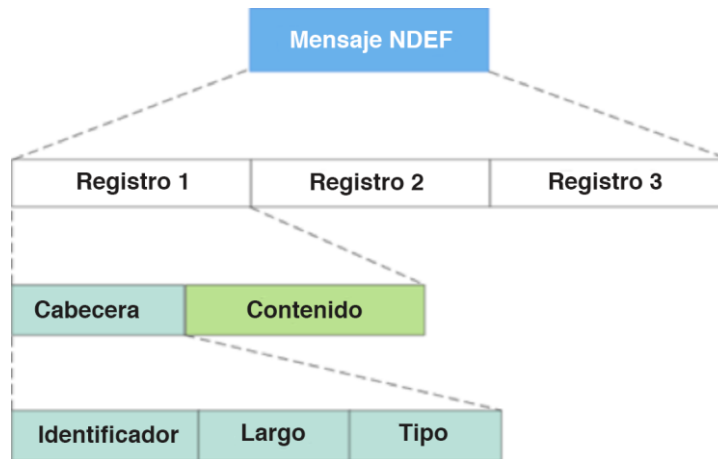 Mensaje NDEF
Registro 1 Registro 2 Registro 3
Cabecera Contenido
Identificador Largo Tipo